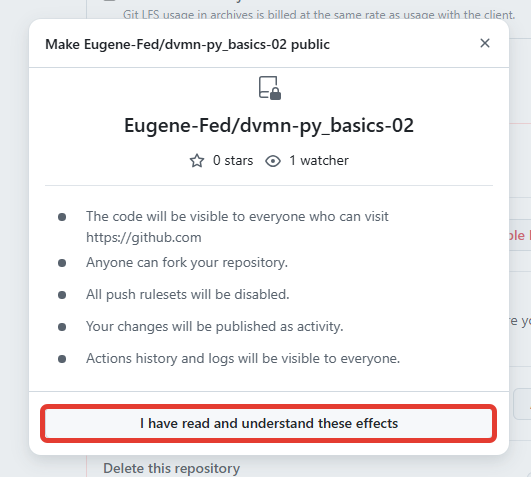 Git LFS usage in archives is billed at the same rate as usage with the client.
Make Eugene-Fed/dvmn-py_basics-02 public
Eugene-Fed/dvmn-py_basics-02
0 stars 1 watcher
The code will be visible to everyone who can visit
https://github.com
Anyone can fork your repository.
All push rulesets will be disabled.
Your changes will be published as activity.
Actions history and logs will be visible to everyone.
I have read and understand these effects
Delete this repository